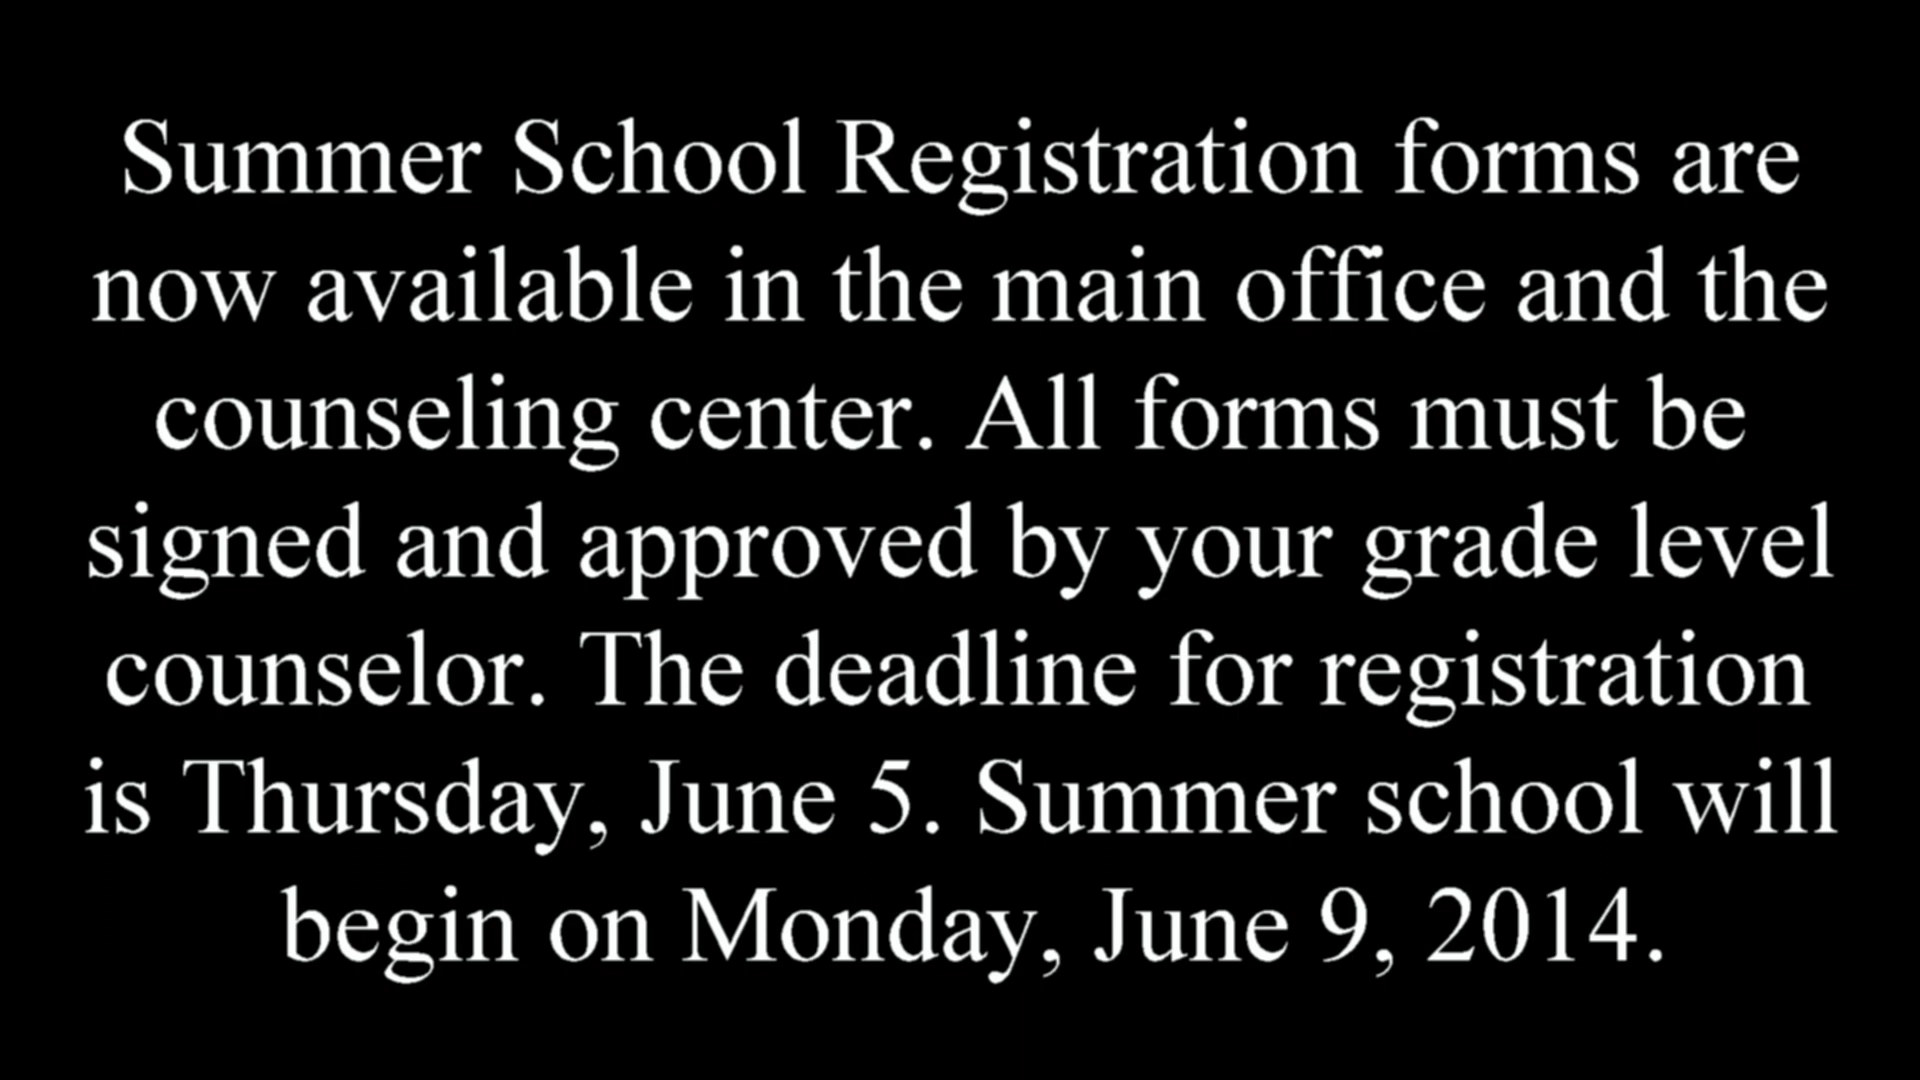 Summer School Registration forms are
now available in the main office and the
counseling center. All forms must be
signed and approved by your grade level
counselor. The deadline for registration
is Thursday, June 5. Summer school will
begin on Monday, June 9, 2014.